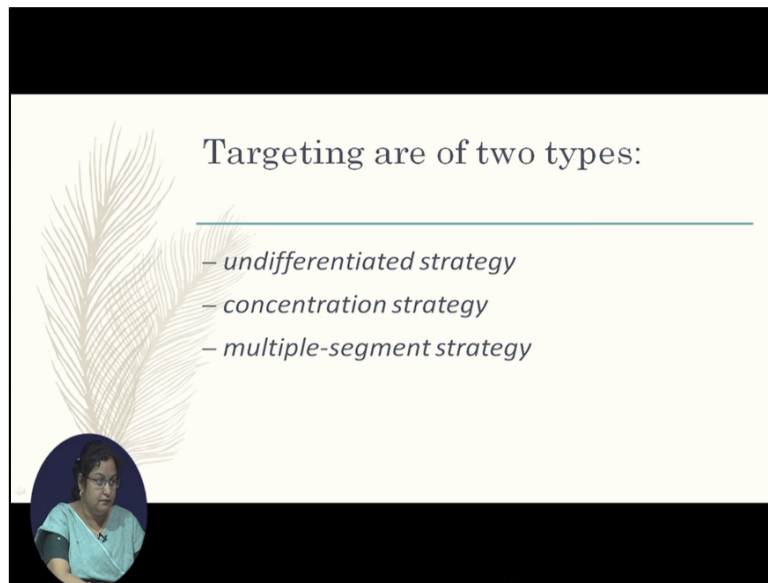 Targeting are of two types:
– undifferentiated strategy
– concentration strategy
– multiple-segment strategy